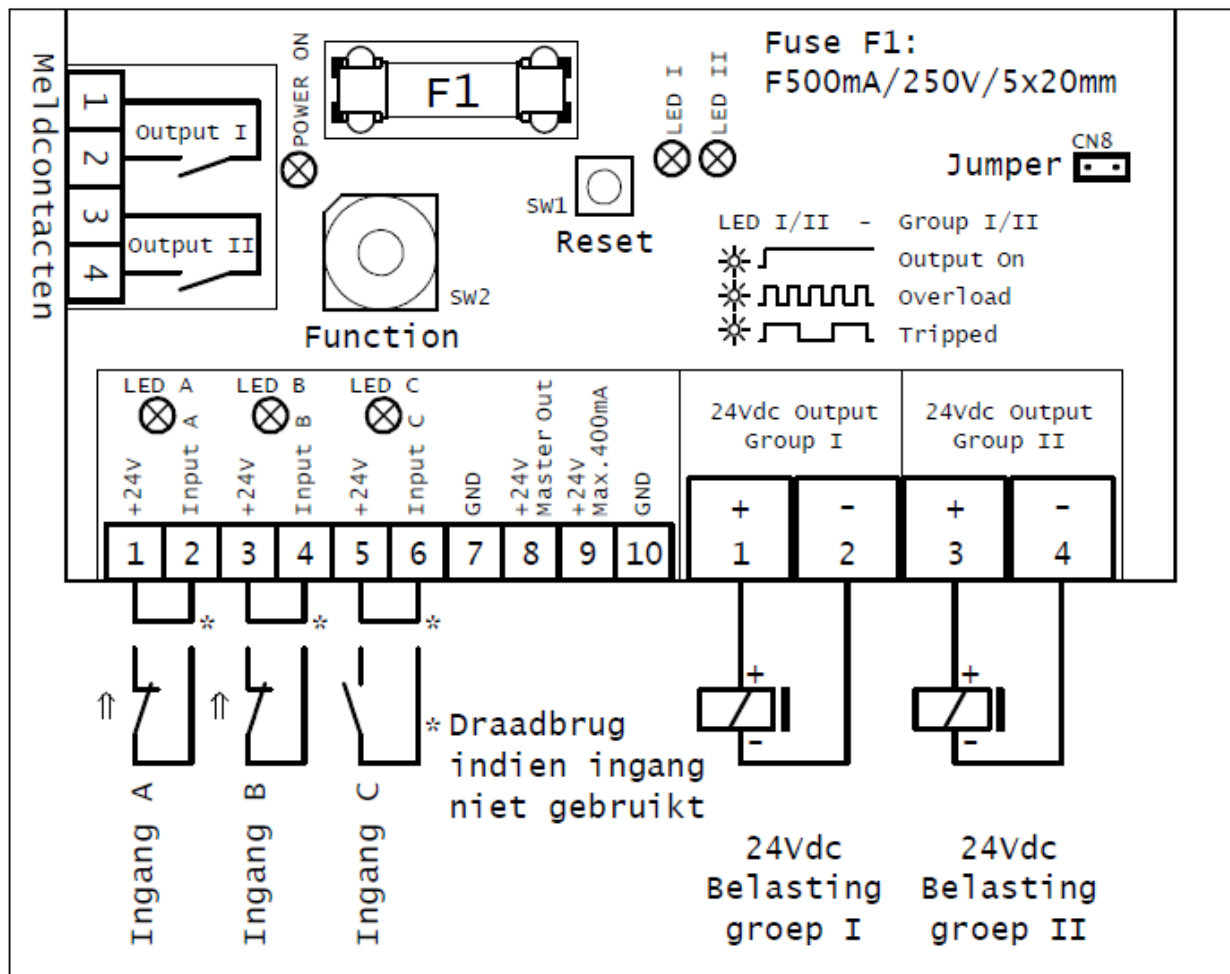 Meldcontacten
1
2
3
4
Output I
Output II
POWER ON
F1
LED I
LED II
Fuse F1:
F500mA/250V/5x20mm
CN8
Jumper
SW1
Reset
SW2
Function
LED I/II - Group I/II
Output On
Overload
Tripped
LED A
LED B
LED C
+24V
Input A
+24V
Input B
+24V
Input C
GND
+24V
Master Out
+24V
Max.400mA
GND
24Vdc Output
Group I
24Vdc Output
Group II
1 2 3 4 5 6 7 8 9 10
+ - + -
1 2 3 4
* * *
⇑ ⇑
+ +
- -
* Draadbrug
indien ingang
niet gebruikt
Ingang A
Ingang B
Ingang C
24Vdc
Belasting
groep I
24Vdc
Belasting
groep II